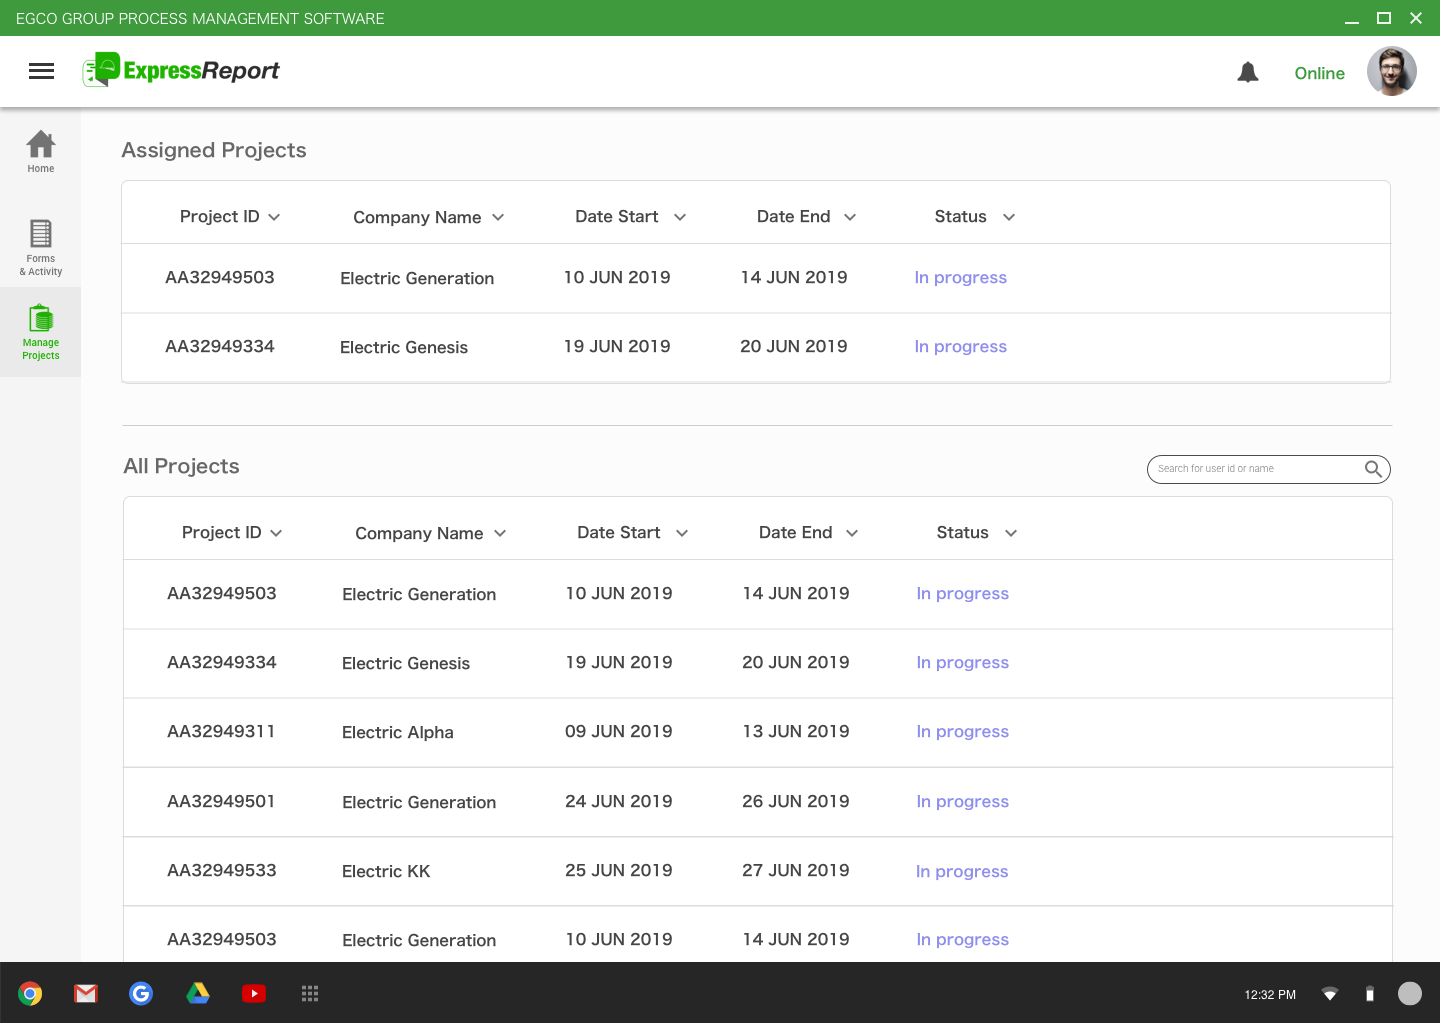 EGCO GROUP PROCESS MANAGEMENT SOFTWARE
ExpressReport
Online
Home
Forms
& Activity
Manage
Projects
Assigned Projects
Project ID Company Name Date Start Date End Status
AA32949503 Electric Generation 10 JUN 2019 14 JUN 2019 In progress
AA32949334 Electric Genesis 19 JUN 2019 20 JUN 2019 In progress
All Projects
Search for user id or name
Project ID Company Name Date Start Date End Status
AA32949503 Electric Generation 10 JUN 2019 14 JUN 2019 In progress
AA32949334 Electric Genesis 19 JUN 2019 20 JUN 2019 In progress
AA32949311 Electric Alpha 09 JUN 2019 13 JUN 2019 In progress
AA32949501 Electric Generation 24 JUN 2019 26 JUN 2019 In progress
AA32949533 Electric KK 25 JUN 2019 27 JUN 2019 In progress
AA32949503 Electric Generation 10 JUN 2019 14 JUN 2019 In progress
12:32 PM